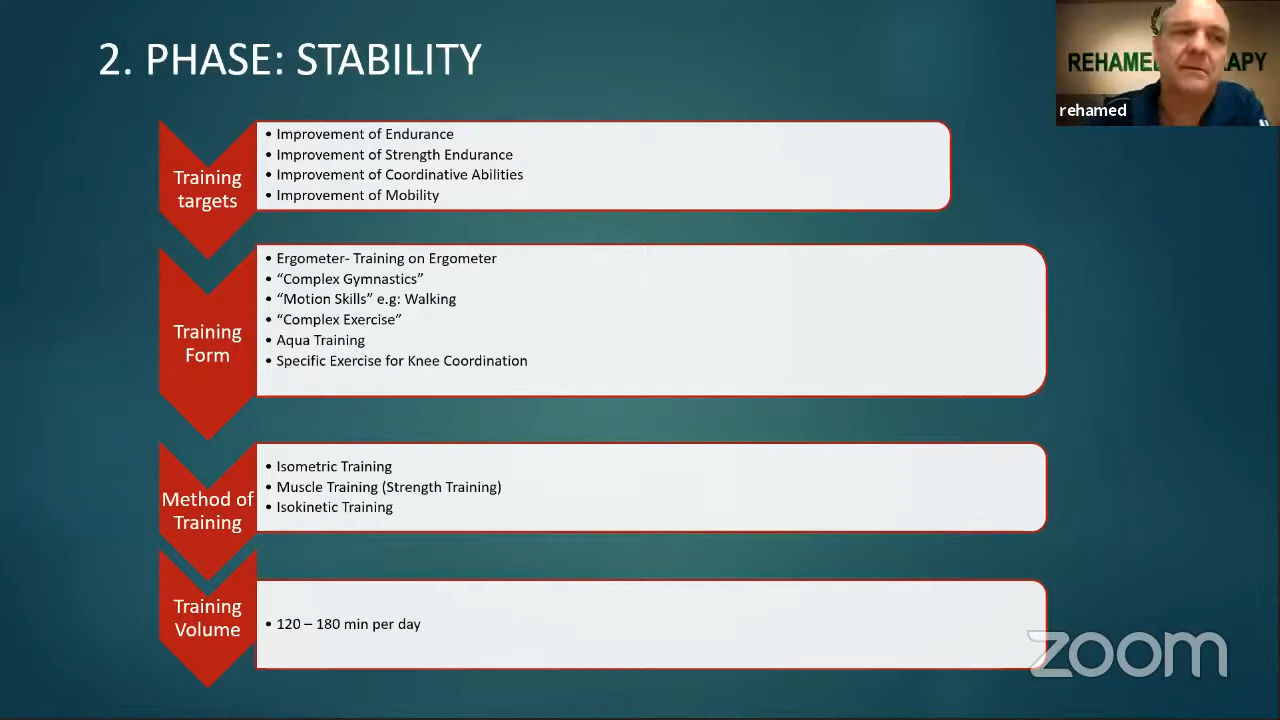 2. PHASE: STABILITY
REHAME
APY
rehamed
Training
targets
• Improvement of Endurance
• Improvement of Strength Endurance
• Improvement of Coordinative Abilities
• Improvement of Mobility
Training
Form
• Ergometer- Training on Ergometer
• “Complex Gymnastics”
• “Motion Skills” e.g: Walking
• “Complex Exercise”
• Aqua Training
• Specific Exercise for Knee Coordination
Method of
Training
• Isometric Training
• Muscle Training (Strength Training)
• Isokinetic Training
Training
Volume
• 120 – 180 min per day
zoom